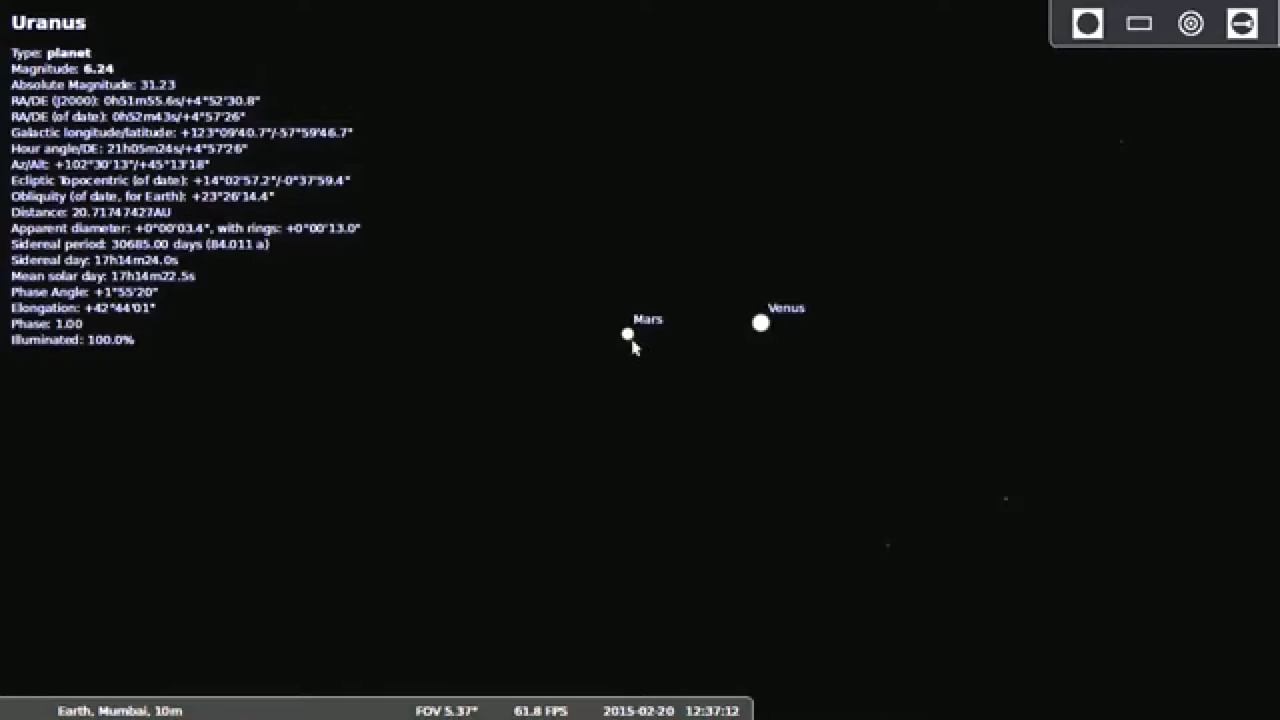 Uranus
Type: planet
Magnitude: 6.24
Absolute Magnitude: 31.23
RA/DE (J2000): 0h51m55.6s/+4°52'30.8"
RA/DE (of date): 0h52m43s/+4°57'26"
Galactic longitude/latitude: +123°09'40.7"/-57°59'46.7"
Hour angle/DE: 21h05m24s/+4°57'26"
Az/Alt: +102°30'13"/+45°13'18"
Ecliptic Topocentric (of date): +14°02'57.2"/-0°37'59.4"
Obliquity (of date, for Earth): +23°26'14.4"
Distance: 20.71747427AU
Apparent diameter: +0°00'03.4", with rings: +0°00'13.0"
Sidereal period: 30685.00 days (84.011 a)
Sidereal day: 17h14m24.0s
Mean solar day: 17h14m22.5s
Phase Angle: +1°55'20"
Elongation: +42°44'01"
Phase: 1.00
Illuminated: 100.0%
Venus
Mars
Earth, Mumbai, 10m FOV 5.37° 61.8 FPS 2015-02-20 12:37:12